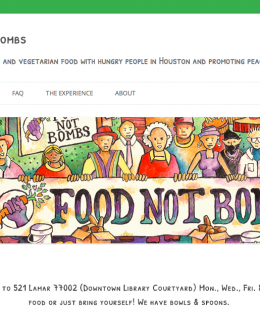 OMBS
AND VEGETARIAN FOOD WITH HUNGRY PEOPLE IN HOUSTON AND PROMOTING PEA
FAQ THE EXPERIENCE ABOUT
NOT
BOMBS
FOOD NOT BO
TO 521 LAMAR 77002 (DOWNTOWN LIBRARY COURTYARD) MON., WED., FRI.
FOOD OR JUST BRING YOURSELF! WE HAVE BOWLS & SPOONS.